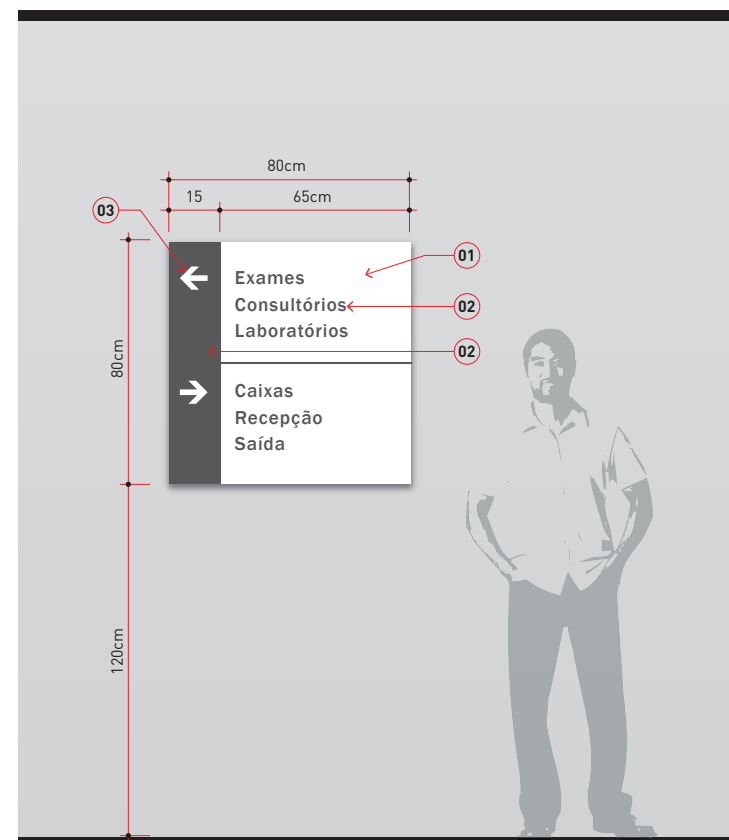 80cm
15
65cm
03
01
Exames
Consultórios
02
Laboratórios
02
80cm
Caixas
Recepção
Saída
120cm